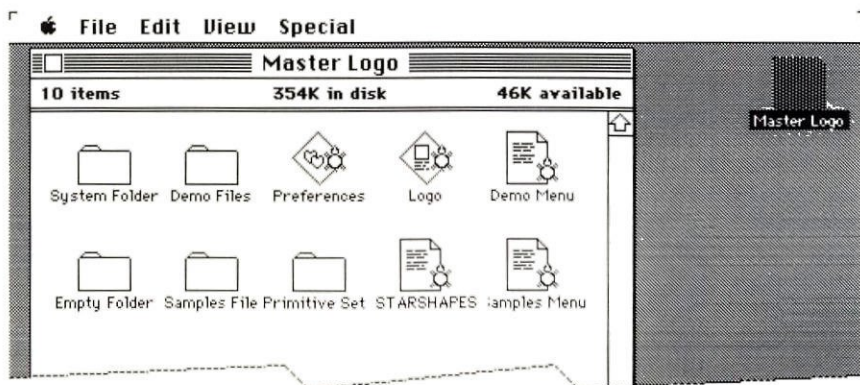 File Edit View Special
Master Logo
10 items 354K in disk 46K available
Master Logo
System Folder Demo Files Preferences Logo Demo Menu
Empty Folder Samples File Primitive Set STARSHAPES Samples Menu